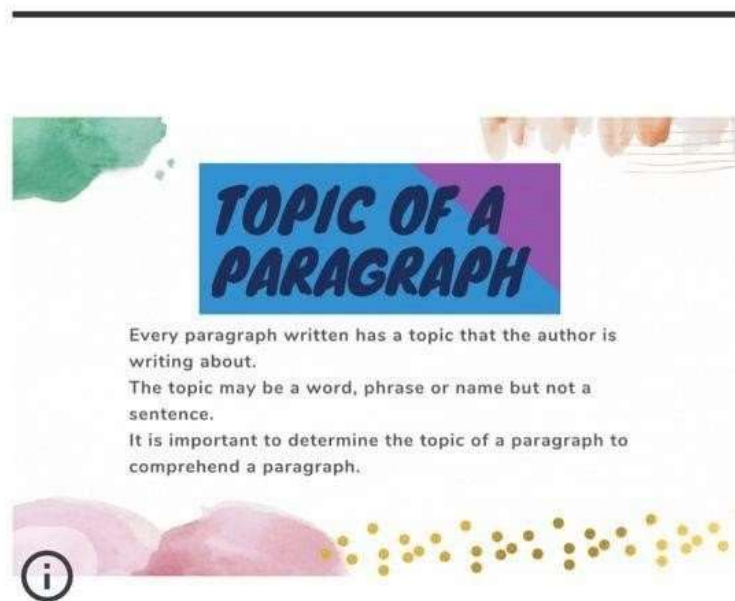 TOPIC OF A
PARAGRAPH
Every paragraph written has a topic that the author is
writing about.
The topic may be a word, phrase or name but not a
sentence.
It is important to determine the topic of a paragraph to
comprehend a paragraph.
i